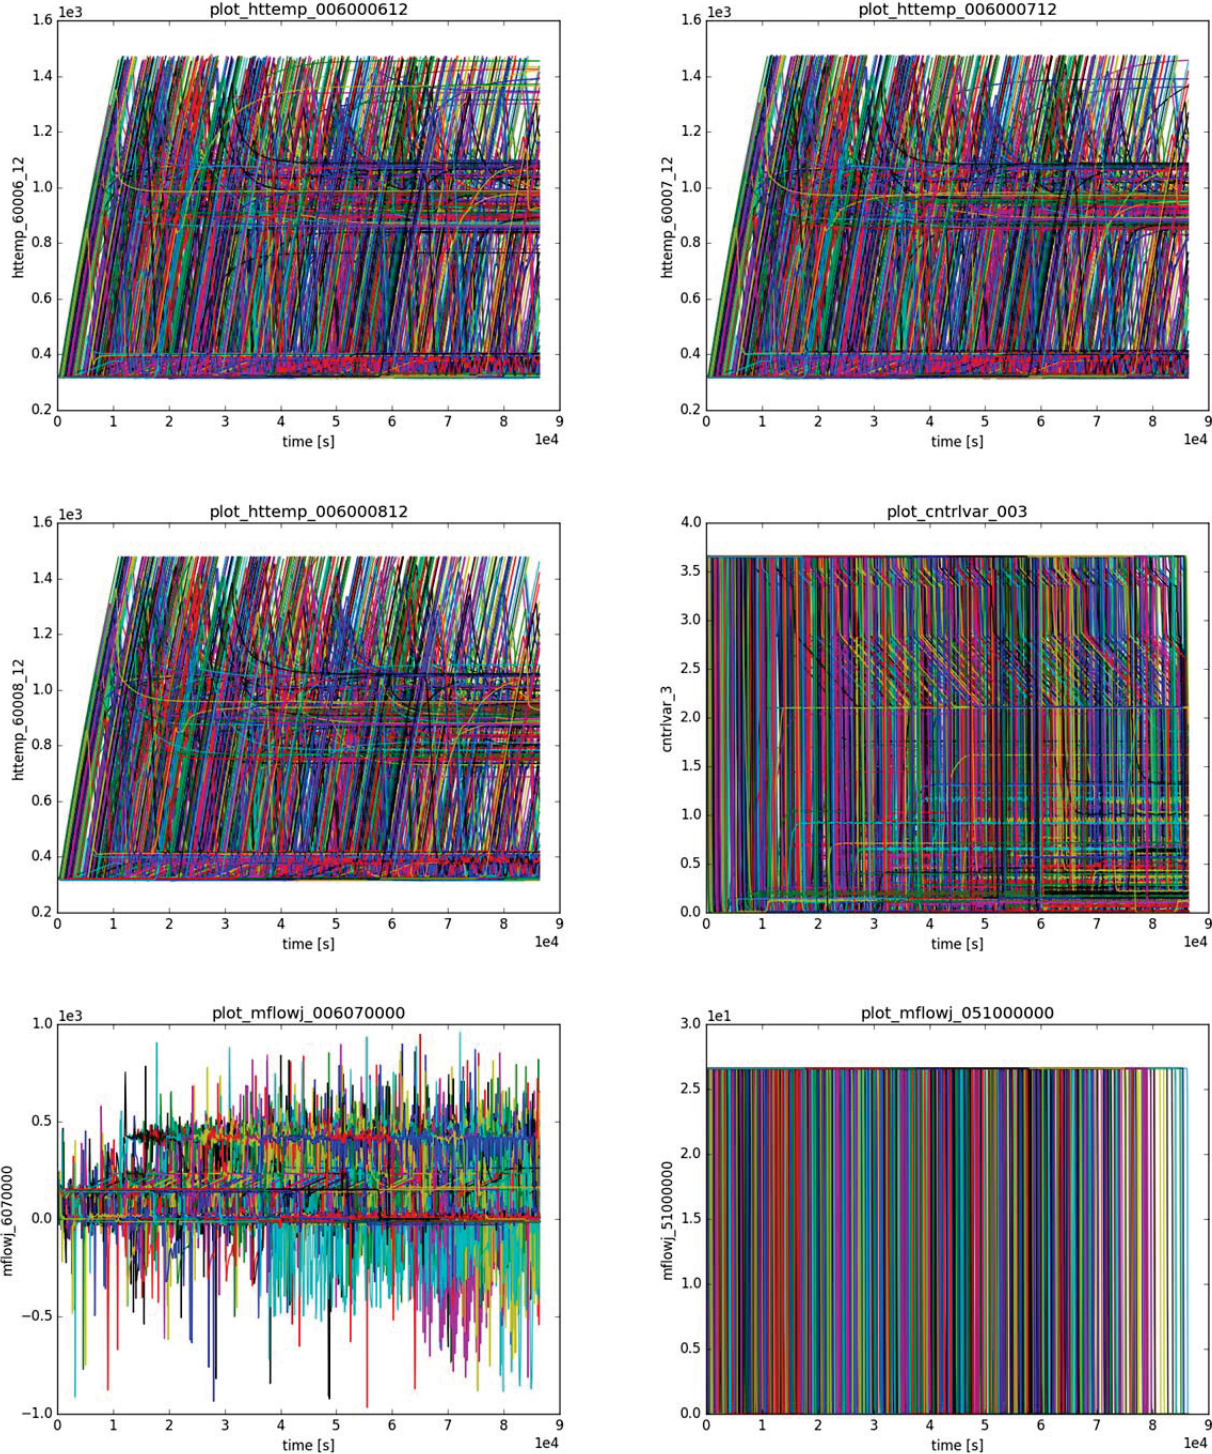 plot_httemp_006000612
1e3
1.6
1.4
1.2
1.0
0.8
0.6
0.4
0.2
httemp_60006_12
0 1 2 3 4 5 6 7 8 9
time [s]
1e4
plot_httemp_006000712
1e3
1.6
1.4
1.2
1.0
0.8
0.6
0.4
0.2
httemp_60007_12
0 1 2 3 4 5 6 7 8 9
time [s]
1e4
plot_httemp_006000812
1e3
1.6
1.4
1.2
1.0
0.8
0.6
0.4
0.2
httemp_60008_12
0 1 2 3 4 5 6 7 8 9
time [s]
1e4
plot_cntrlvar_003
4.0
3.5
3.0
2.5
2.0
1.5
1.0
0.5
0.0
cntrlvar_3
0 1 2 3 4 5 6 7 8 9
time [s]
1e4
plot_mflowj_006070000
1e3
1.0
0.5
0.0
−0.5
−1.0
mflowj_6070000
0 1 2 3 4 5 6 7 8 9
time [s]
1e4
plot_mflowj_051000000
1e1
3.0
2.5
2.0
1.5
1.0
0.5
0.0
mflowj_51000000
0 1 2 3 4 5 6 7 8 9
time [s]
1e4